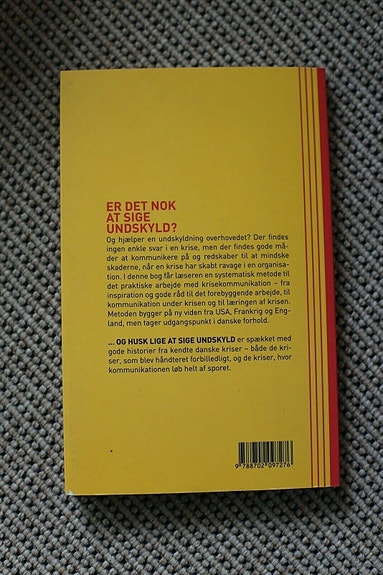 ER DET NOK
AT SIGE
UNDSKYLD?
Og hjælper en undskyldning overhovedet? Der findes
ingen enkle svar i en krise, men der findes gode må-
der at kommunikere på og redskaber til at mindske
skaderne, når en krise har skabt ravage i en organisa-
tion. I denne bog får læseren en systematisk metode til
det praktiske arbejde med krisekommunikation – fra
inspiration og gode råd til det forebyggende arbejde, til
kommunikation under krisen og til læringen af krisen.
Metoden bygger på ny viden fra USA, Frankrig og Eng-
land, men tager udgangspunkt i danske forhold.
... OG HUSK LIGE AT SIGE UNDSKYLD er spækket med
gode historier fra kendte danske kriser – både de kri-
ser, som blev håndteret forbilledligt, og de kriser, hvor
kommunikationen løb helt af sporet.
9 788702 097276